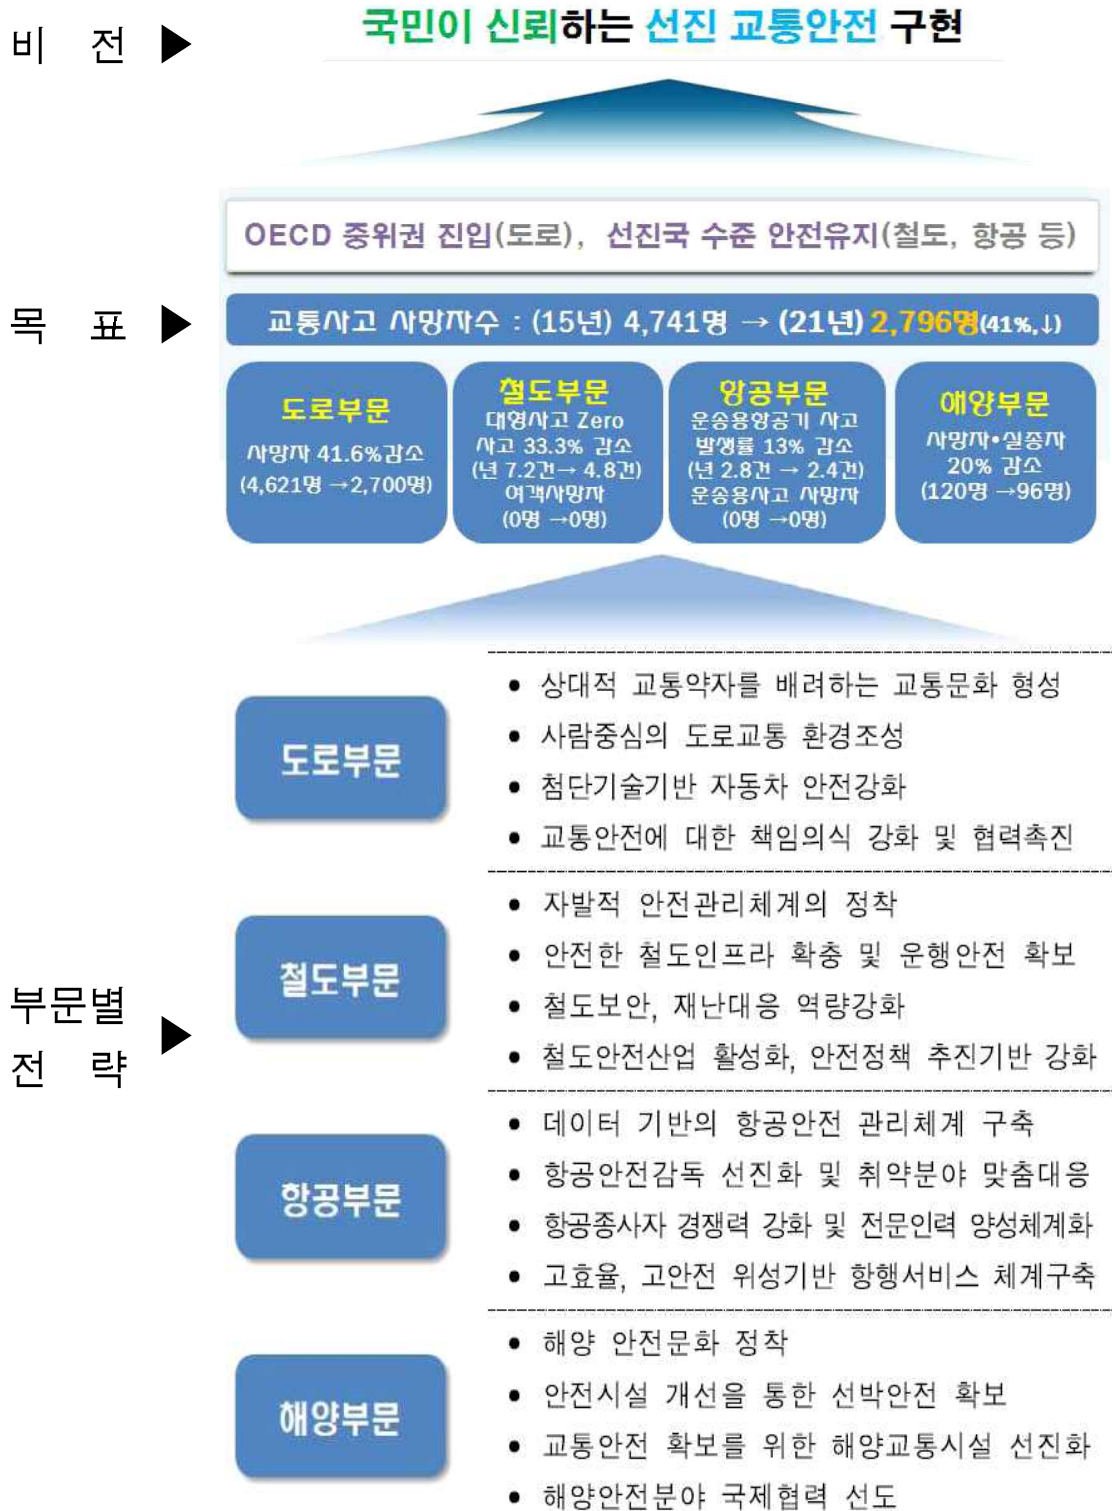 비 전 ▶
국민이 신뢰하는 선진 교통안전 구현
목 표 ▶
OECD 중위권 진입(도로), 선진국 수준 안전유지(철도, 항공 등)
교통사고 사망자수 : (15년) 4,741명 → (21년) 2,796명(41%,↓)
도로부문
사망자 41.6%감소
(4,621명 →2,700명)
철도부문
대형사고 Zero
사고 33.3% 감소
(년 7.2건→ 4.8건)
여객사망자
(0명 →0명)
항공부문
운송용항공기 사고
발생률 13% 감소
(년 2.8건 → 2.4건)
운송용사고 사망자
(0명 →0명)
해양부문
사망자•실종자
20% 감소
(120명 →96명)
부문별
전 략 ▶
도로부문
• 상대적 교통약자를 배려하는 교통문화 형성
• 사람중심의 도로교통 환경조성
• 첨단기술기반 자동차 안전강화
• 교통안전에 대한 책임의식 강화 및 협력촉진
철도부문
• 자발적 안전관리체계의 정착
• 안전한 철도인프라 확충 및 운행안전 확보
• 철도보안, 재난대응 역량강화
• 철도안전산업 활성화, 안전정책 추진기반 강화
항공부문
• 데이터 기반의 항공안전 관리체계 구축
• 항공안전감독 선진화 및 취약분야 맞춤대응
• 항공종사자 경쟁력 강화 및 전문인력 양성체계화
• 고효율, 고안전 위성기반 항행서비스 체계구축
해양부문
• 해양 안전문화 정착
• 안전시설 개선을 통한 선박안전 확보
• 교통안전 확보를 위한 해양교통시설 선진화
• 해양안전분야 국제협력 선도